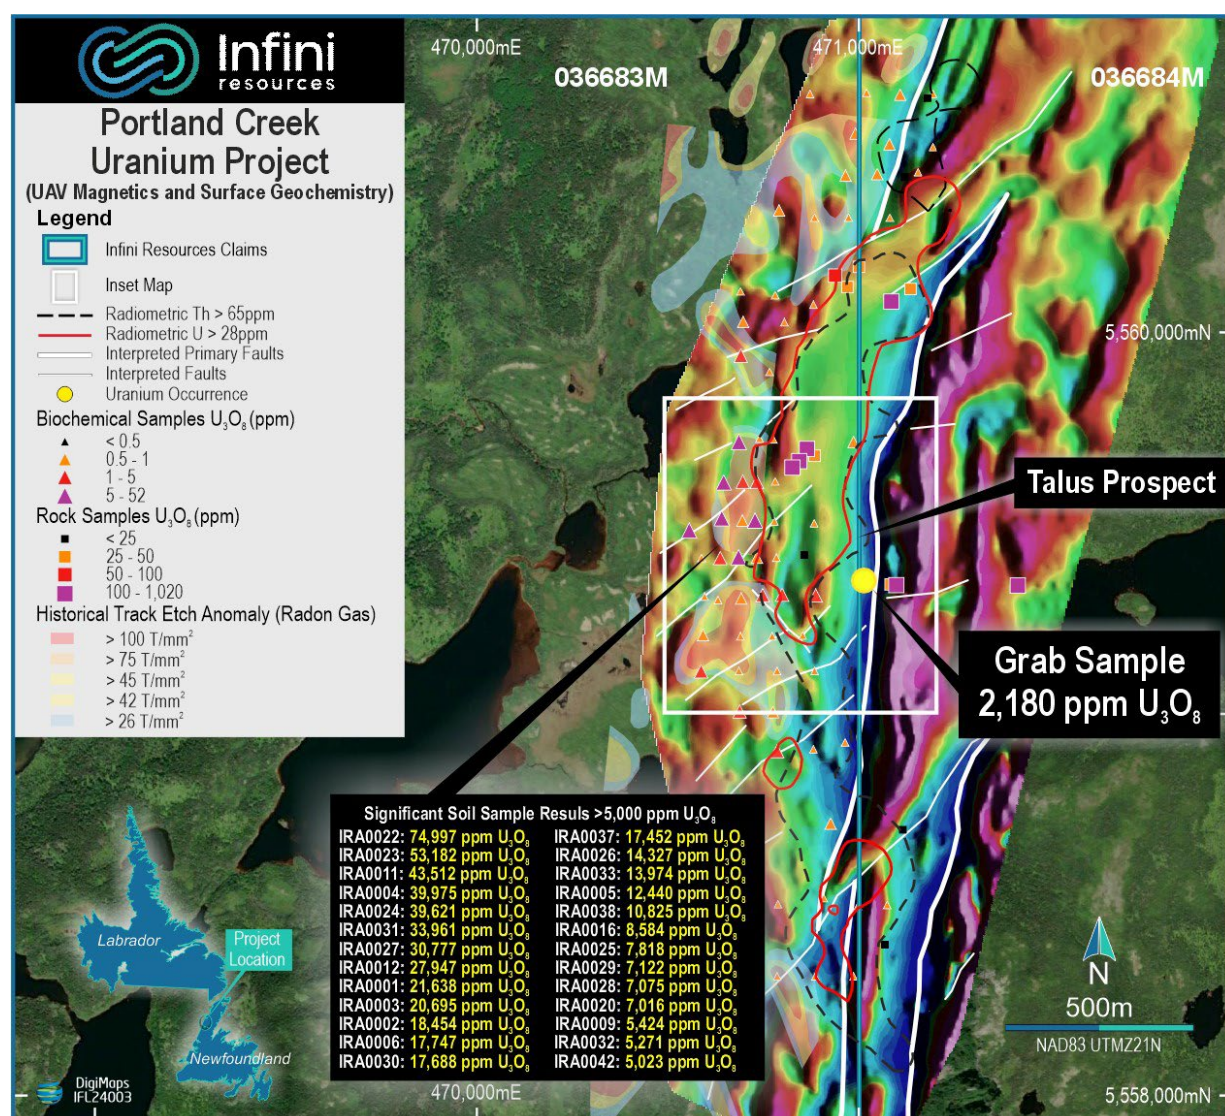 Infini
resources
Portland Creek
Uranium Project
(UAV Magnetics and Surface Geochemistry)
Legend
Infini Resources Claims
Inset Map
Radiometric Th > 65ppm
Radiometric U > 28ppm
Interpreted Primary Faults
Interpreted Faults
Uranium Occurrence
Biochemical Samples U₃O₈ (ppm)
< 0.5
0.5 - 1
1 - 5
5 - 52
Rock Samples U₃O₈ (ppm)
< 25
25 - 50
50 - 100
100 - 1,020
Historical Track Etch Anomaly (Radon Gas)
> 100 T/mm²
> 75 T/mm²
> 45 T/mm²
> 42 T/mm²
> 26 T/mm²
470,000mE
471,000mE
036683M
036684M
5,560,000mN
Talus Prospect
Grab Sample
2,180 ppm U₃O₈
Significant Soil Sample Resuls >5,000 ppm U₃O₈
IRA0022: 74,997 ppm U₃O₈
IRA0023: 53,182 ppm U₃O₈
IRA0011: 43,512 ppm U₃O₈
IRA0004: 39,975 ppm U₃O₈
IRA0024: 39,621 ppm U₃O₈
IRA0031: 33,961 ppm U₃O₈
IRA0027: 30,777 ppm U₃O₈
IRA0012: 27,947 ppm U₃O₈
IRA0001: 21,638 ppm U₃O₈
IRA0003: 20,695 ppm U₃O₈
IRA0002: 18,454 ppm U₃O₈
IRA0006: 17,747 ppm U₃O₈
IRA0030: 17,688 ppm U₃O₈
IRA0037: 17,452 ppm U₃O₈
IRA0026: 14,327 ppm U₃O₈
IRA0033: 13,974 ppm U₃O₈
IRA0005: 12,440 ppm U₃O₈
IRA0038: 10,825 ppm U₃O₈
IRA0016: 8,584 ppm U₃O₈
IRA0025: 7,818 ppm U₃O₈
IRA0029: 7,122 ppm U₃O₈
IRA0028: 7,075 ppm U₃O₈
IRA0020: 7,016 ppm U₃O₈
IRA0009: 5,424 ppm U₃O₈
IRA0032: 5,271 ppm U₃O₈
IRA0042: 5,023 ppm U₃O₈
Labrador
Project
Location
Newfoundland
DigiMaps
IFL24003
N
500m
NAD83 UTMZ21N
470,000mE
5,558,000mN